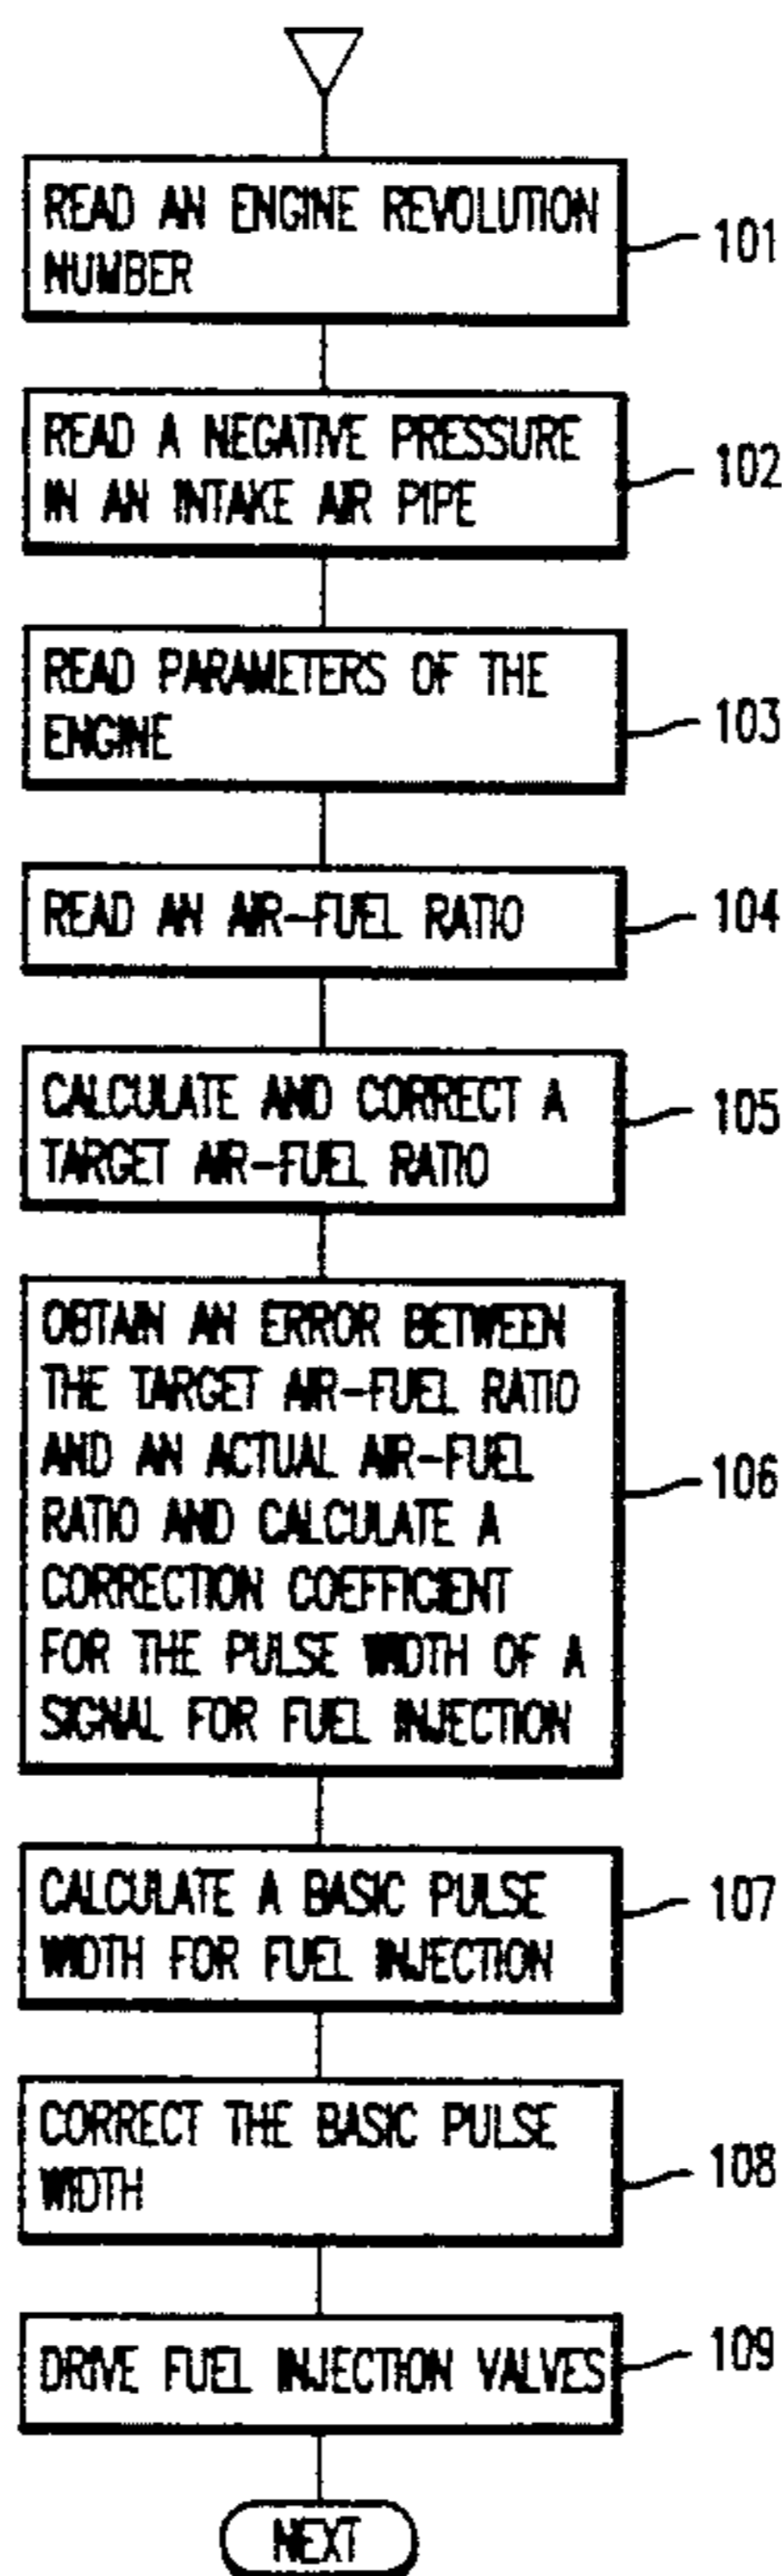 READ AN ENGINE REVOLUTION
NUMBER
101
READ A NEGATIVE PRESSURE
IN AN INTAKE AIR PIPE
102
READ PARAMETERS OF THE
ENGINE
103
READ AN AIR-FUEL RATIO
104
CALCULATE AND CORRECT A
TARGET AIR-FUEL RATIO
105
OBTAIN AN ERROR BETWEEN
THE TARGET AIR-FUEL RATIO
AND AN ACTUAL AIR-FUEL
RATIO AND CALCULATE A
CORRECTION COEFFICIENT
FOR THE PULSE WIDTH OF A
SIGNAL FOR FUEL INJECTION
106
CALCULATE A BASIC PULSE
WIDTH FOR FUEL INJECTION
107
CORRECT THE BASIC PULSE
WIDTH
108
DRIVE FUEL INJECTION VALVES
109
NEXT